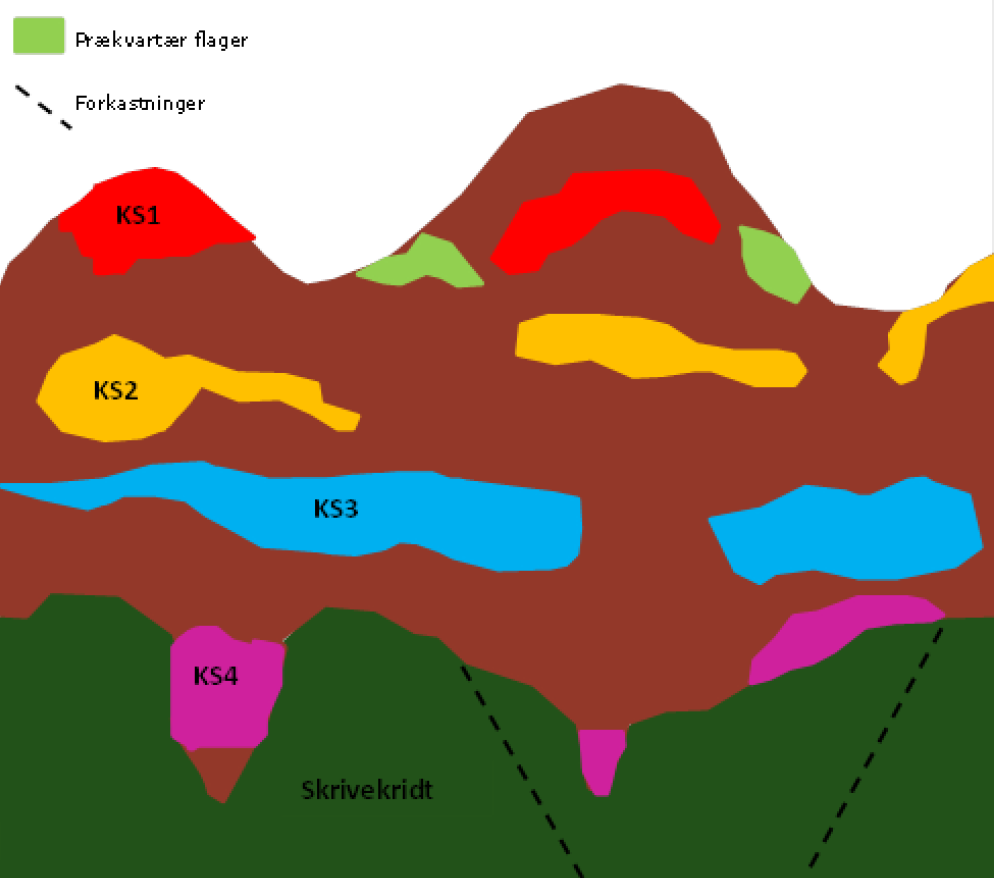 Prækvartær flager
Forkastninger
KS1
KS2
KS3
KS4
Skrivekridt